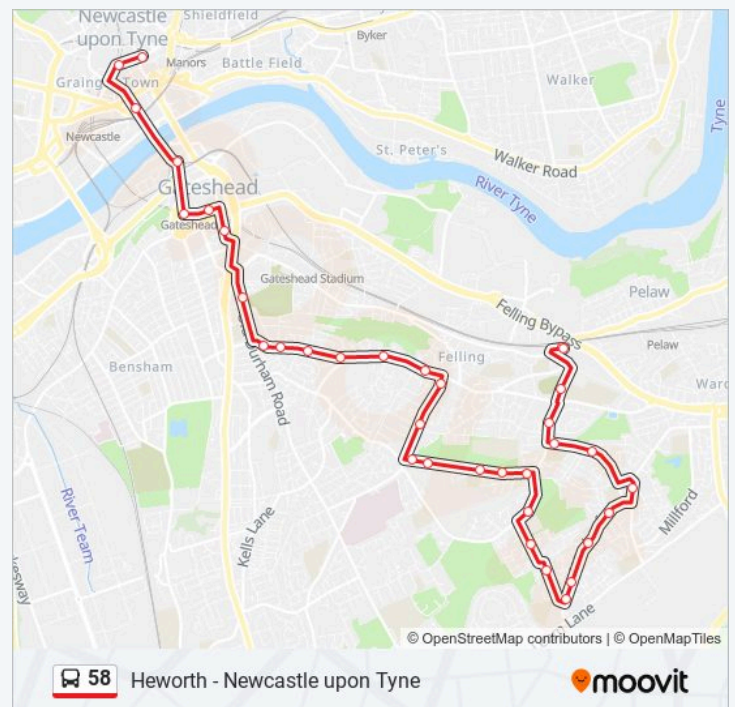 Newcastle
upon Tyne
Shieldfield
Byker
Manors
Battle Field
Walker
Grainger Town
Newcastle
St. Peter's
Walker Road
Tyne
River Tyne
Gateshead
Gateshead
Gateshead Stadium
Pelaw
Felling Bypass
Felling
Pelaw
Bensham
Durham Road
River Team
Kells Lane
Millford
Lane
© OpenStreetMap contributors | © OpenMapTiles
58 Heworth - Newcastle upon Tyne
moovit